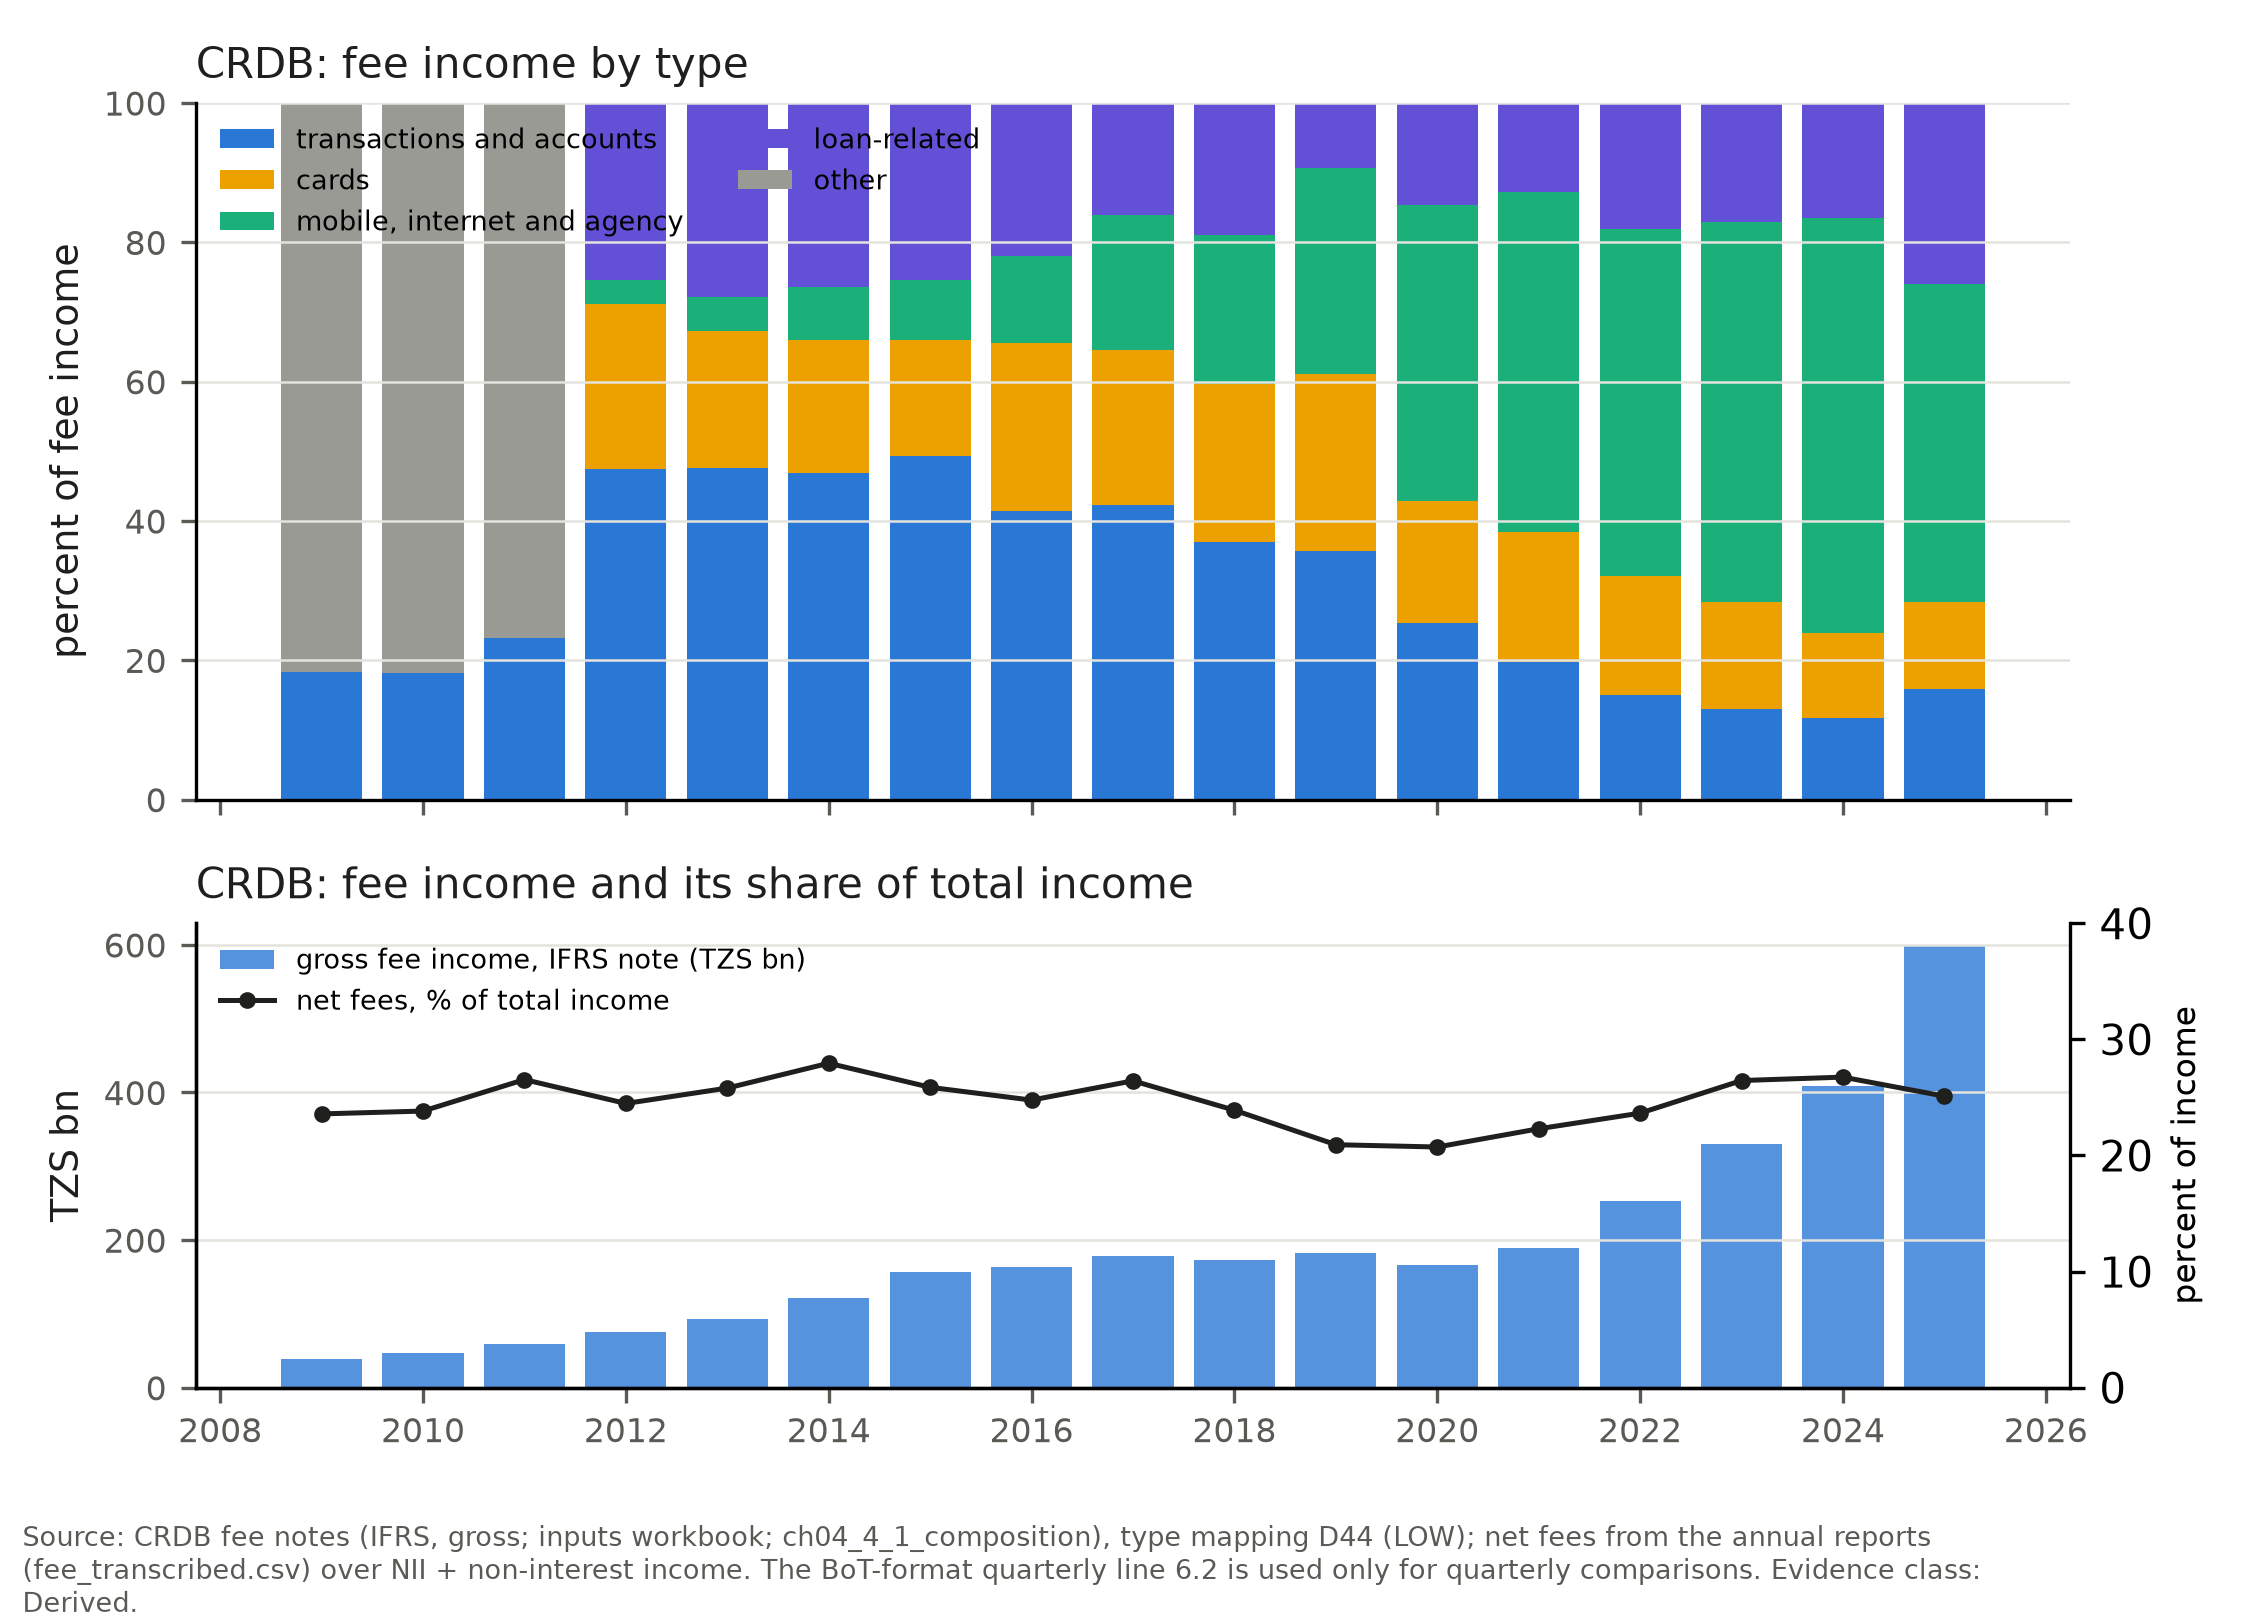 CRDB: fee income by type
100
80
60
40
20
0
percent of fee income
transactions and accounts
cards
mobile, internet and agency
loan-related
other
CRDB: fee income and its share of total income
600
400
200
0
TZS bn
gross fee income, IFRS note (TZS bn)
net fees, % of total income
40
30
20
10
0
percent of income
2008 2010 2012 2014 2016 2018 2020 2022 2024 2026
Source: CRDB fee notes (IFRS, gross; inputs workbook; ch04_4_1_composition), type mapping D44 (LOW); net fees from the annual reports
(fee_transcribed.csv) over NII + non-interest income. The BoT-format quarterly line 6.2 is used only for quarterly comparisons. Evidence class:
Derived.